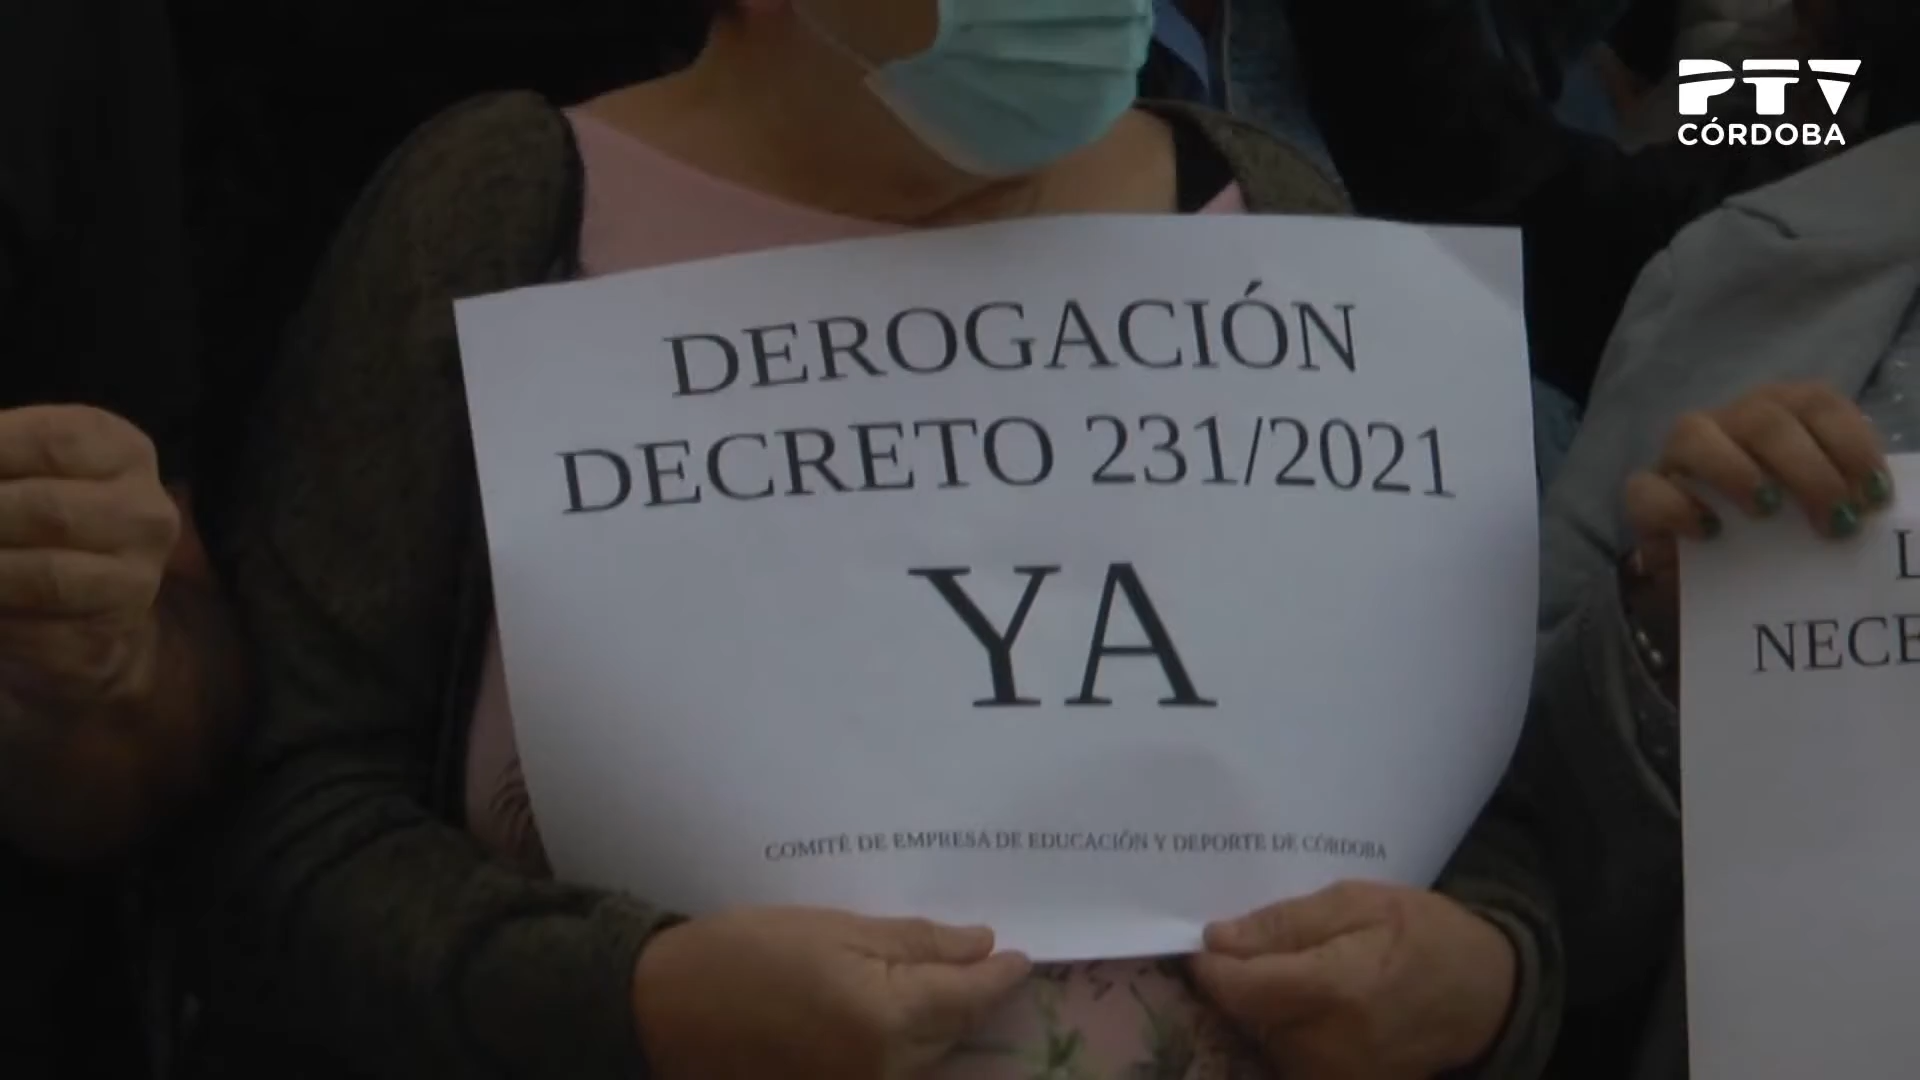 PTV
CÓRDOBA
DEROGACIÓN
DECRETO 231/2021
YA
COMITÉ DE EMPRESA DE EDUCACIÓN Y DEPORTE DE CÓRDOBA